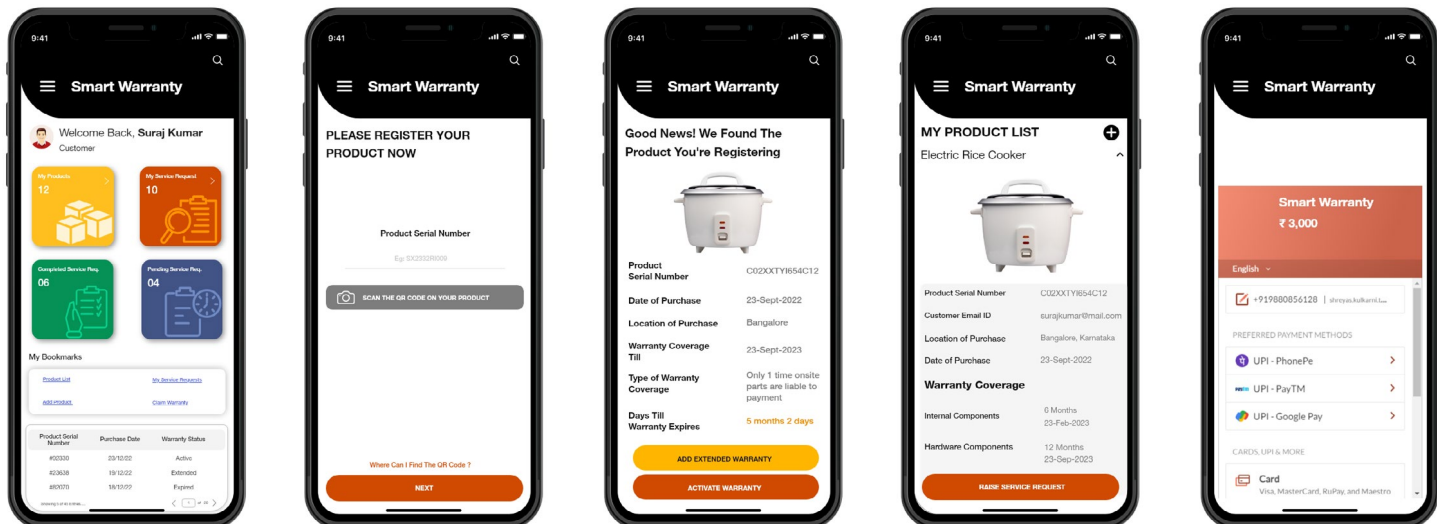 9:41
Smart Warranty
Welcome Back, Suraj Kumar
Customer
My Products
12
My Service Request
10
Completed Service Req.
06
Pending Service Req.
04
My Bookmarks
Product List
My Service Requests
Add Product
Claim Warranty
Product Serial Number
Purchase Date
Warranty Status
#02330
20/12/22
Active
#23638
19/12/22
Extended
#82070
18/12/22
Expired
9:41
Smart Warranty
PLEASE REGISTER YOUR
PRODUCT NOW
Product Serial Number
SCAN THE QR CODE ON YOUR PRODUCT
Where Can I Find The QR Code ?
NEXT
9:41
Smart Warranty
Good News! We Found The
Product You're Registering
Product
Serial Number
C02XXTYI654C12
Date of Purchase
23-Sept-2022
Location of Purchase
Bangalore
Warranty Coverage
Till
23-Sept-2023
Type of Warranty
Coverage
Only 1 time onsite
parts are liable to
payment
Days Till
Warranty Expires
5 months 2 days
ADD EXTENDED WARRANTY
ACTIVATE WARRANTY
9:41
Smart Warranty
MY PRODUCT LIST
Electric Rice Cooker
Product Serial Number
C02XXTYI654C12
Customer Email ID
surajkumar@mail.com
Location of Purchase
Bangalore, Karnataka
Date of Purchase
23-Sept-2022
Warranty Coverage
Internal Components
6 Months
23-Feb-2023
Hardware Components
12 Months
23-Sep-2023
RAISE SERVICE REQUEST
9:41
Smart Warranty
Smart Warranty
₹ 3,000
English
+919880856128 | shreyas.kulkarni.i...
PREFERRED PAYMENT METHODS
UPI - PhonePe
UPI - PayTM
UPI - Google Pay
CARDS, UPI & MORE
Card
Visa, MasterCard, RuPay, and Maestro